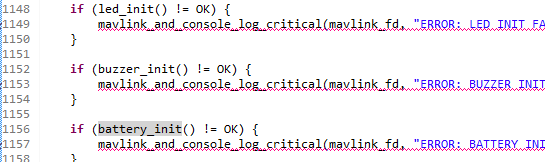 1148 if (led_init() != OK) {
1149 mavlink_and_console_log_critical(mavlink_fd, "ERROR: LED INIT FA
1150 }
1151
1152 if (buzzer_init() != OK) {
1153 mavlink_and_console_log_critical(mavlink_fd, "ERROR: BUZZER INIT
1154 }
1155
1156 if (battery_init() != OK) {
1157 mavlink_and_console_log_critical(mavlink_fd, "ERROR: BATTERY INI
1158 }